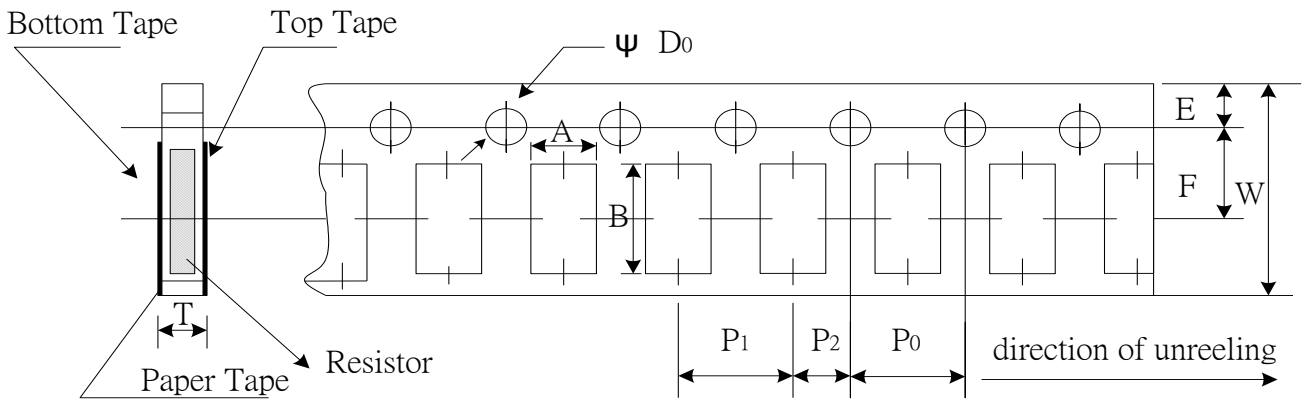 Bottom Tape
Top Tape
Ψ D0
E
A
F
W
B
T
P1
P2
P0
direction of unreeling
Resistor
Paper Tape